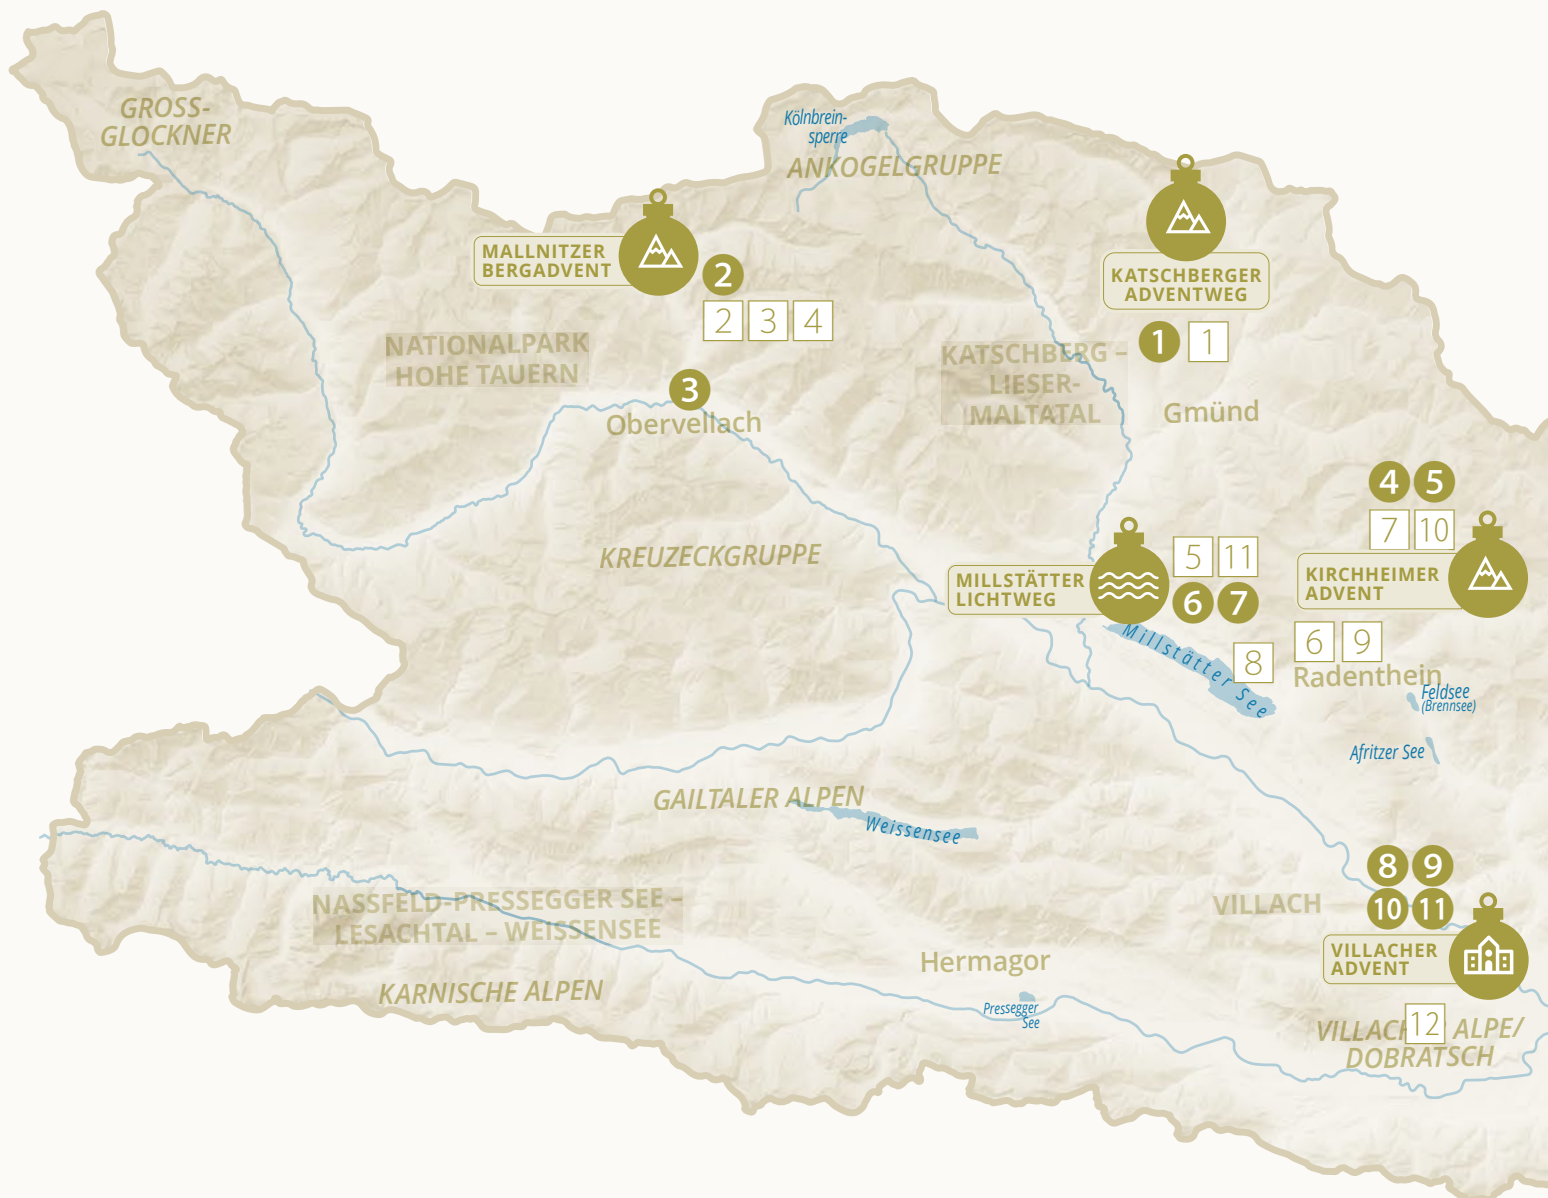 GROSS-
GLOCKNER
Kölnbrein-
sperre
ANKOGELGRUPPE
MALLNITZER
BERGADVENT
2
2 3 4
KATSCHBERGER
ADVENTWEG
1 1
NATIONALPARK
HOHE TAUERN
KATSCHBERG –
LIESER-
MALTATAL
3
Obervellach
Gmünd
4 5
7 10
KIRCHHEIMER
ADVENT
KREUZECKGRUPPE
MILLSTÄTTER
LICHTWEG
5 11
6 7
Millstätter See
8
6 9
Radenthein
Feldsee
(Brennsee)
Afritzer See
GAILTALER ALPEN
Weissensee
NASSFELD-PRESSEGGER SEE –
LESACHTAL – WEISSENSEE
KARNISCHE ALPEN
Hermagor
Pressegger
See
VILLACH
8 9
10 11
VILLACHER
ADVENT
12
VILLACH ALPE/
DOBRATSCH